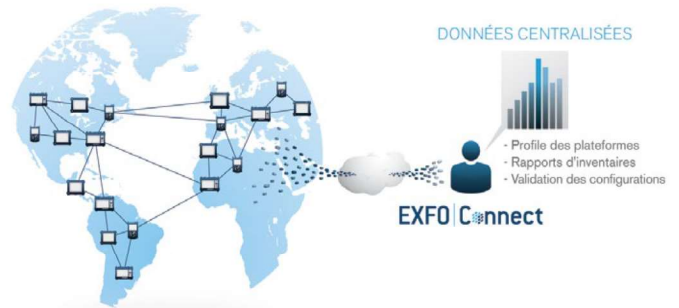 DONNÉES CENTRALISÉES
- Profile des plateformes
- Rapports d'inventaires
- Validation des configurations
EXFO Connect